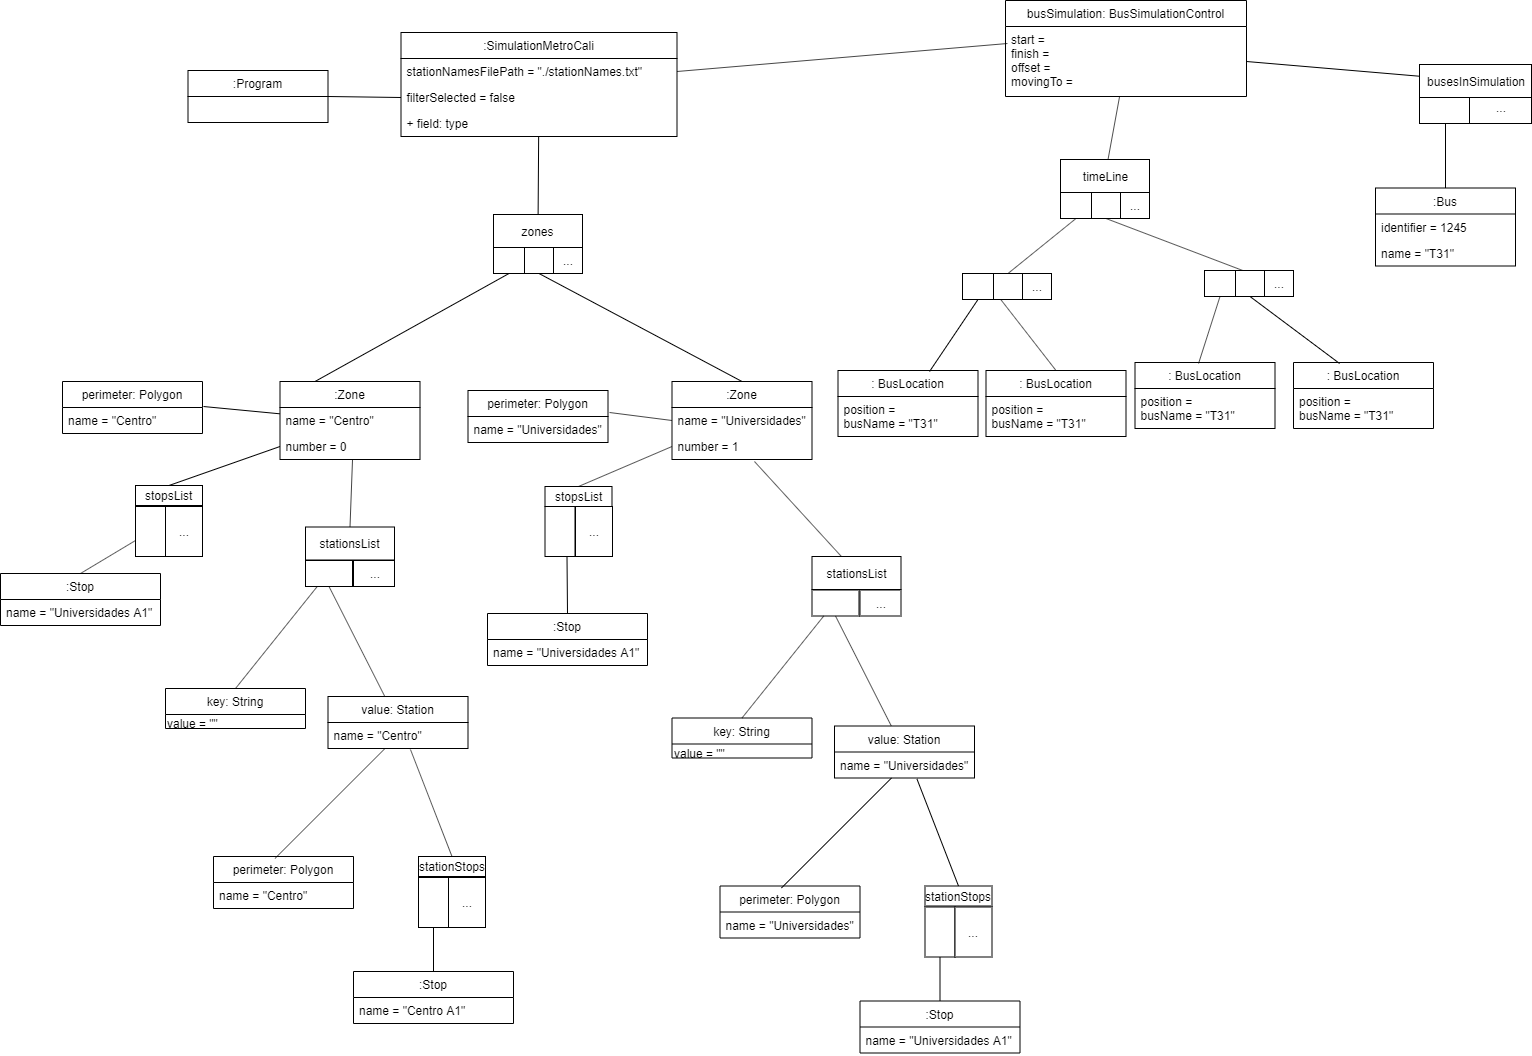 busSimulation: BusSimulationControl
start =
finish =
offset =
movingTo =
:SimulationMetroCali
stationNamesFilePath = "./stationNames.txt"
filterSelected = false
+ field: type
:Program
busesInSimulation
...
timeLine
...
:Bus
identifier = 1245
name = "T31"
zones
...
...
...
: BusLocation
position =
busName = "T31"
: BusLocation
position =
busName = "T31"
: BusLocation
position =
busName = "T31"
: BusLocation
position =
busName = "T31"
perimeter: Polygon
name = "Centro"
:Zone
name = "Centro"
number = 0
perimeter: Polygon
name = "Universidades"
:Zone
name = "Universidades"
number = 1
stopsList
...
stationsList
...
:Stop
name = "Universidades A1"
stopsList
...
stationsList
...
:Stop
name = "Universidades A1"
key: String
value = ""
value: Station
name = "Centro"
key: String
value = ""
value: Station
name = "Universidades"
perimeter: Polygon
name = "Centro"
stationStops
...
perimeter: Polygon
name = "Universidades"
stationStops
...
:Stop
name = "Centro A1"
:Stop
name = "Universidades A1"